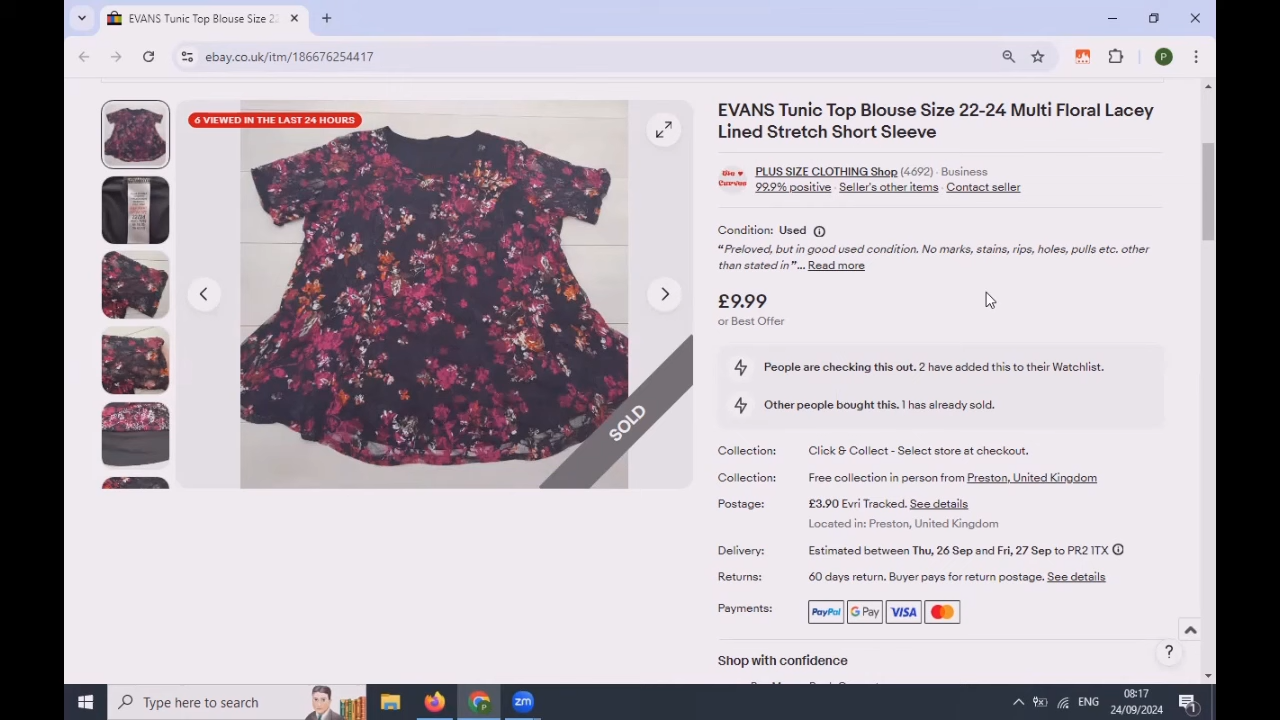 EVANS Tunic Top Blouse Size 22
ebay.co.uk/itm/186676254417
P
6 VIEWED IN THE LAST 24 HOURS
SOLD
EVANS Tunic Top Blouse Size 22-24 Multi Floral Lacey
Lined Stretch Short Sleeve
PLUS SIZE CLOTHING Shop (4692) · Business
99.9% positive · Seller's other items · Contact seller
Condition: Used
“Preloved, but in good used condition. No marks, stains, rips, holes, pulls etc. other
than stated in”... Read more
£9.99
or Best Offer
People are checking this out. 2 have added this to their Watchlist.
Other people bought this. 1 has already sold.
Collection: Click & Collect - Select store at checkout.
Collection: Free collection in person from Preston, United Kingdom
Postage: £3.90 Evri Tracked. See details
Located in: Preston, United Kingdom
Delivery: Estimated between Thu, 26 Sep and Fri, 27 Sep to PR2 1TX
Returns: 60 days return. Buyer pays for return postage. See details
Payments: PayPal G Pay VISA
Shop with confidence
?
Type here to search
zm
ENG
08:17
24/09/2024
1